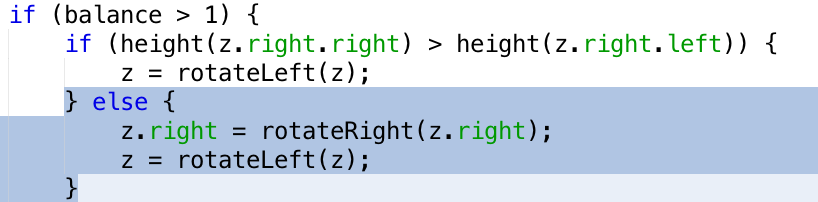 if (balance > 1) {
    if (height(z.right.right) > height(z.right.left)) {
        z = rotateLeft(z);
    } else {
        z.right = rotateRight(z.right);
        z = rotateLeft(z);
    }